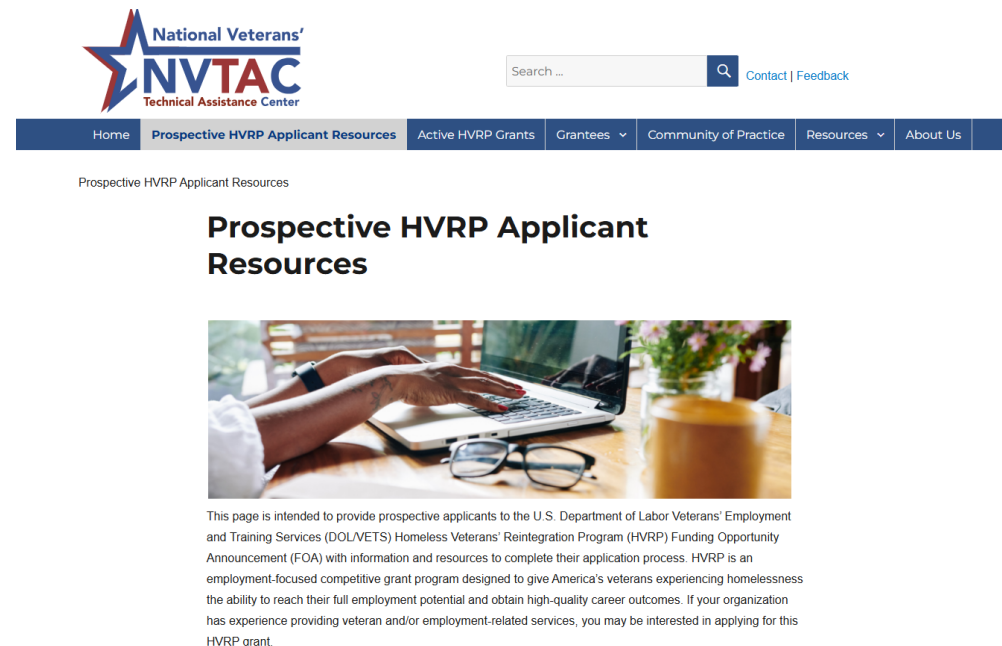 National Veterans'
NVTAC
Technical Assistance Center
Search ...
Contact | Feedback
Home Prospective HVRP Applicant Resources Active HVRP Grants Grantees Community of Practice Resources About Us
Prospective HVRP Applicant Resources
Prospective HVRP Applicant
Resources
This page is intended to provide prospective applicants to the U.S. Department of Labor Veterans' Employment
and Training Services (DOL/VETS) Homeless Veterans' Reintegration Program (HVRP) Funding Opportunity
Announcement (FOA) with information and resources to complete their application process. HVRP is an
employment-focused competitive grant program designed to give America's veterans experiencing homelessness
the ability to reach their full employment potential and obtain high-quality career outcomes. If your organization
has experience providing veteran and/or employment-related services, you may be interested in applying for this
HVRP grant.